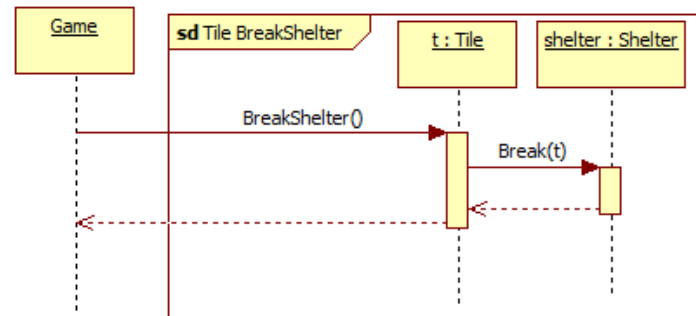 Game
sd Tile BreakShelter
t : Tile
shelter : Shelter
BreakShelter()
Break(t)